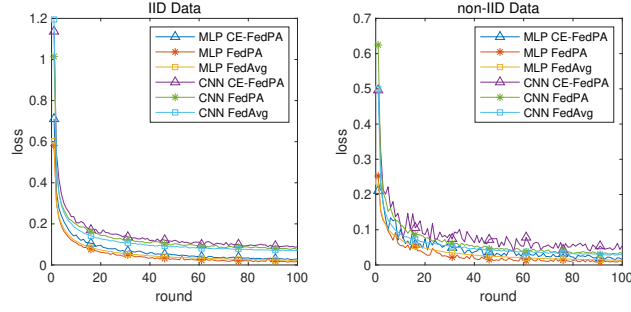 IID Data
1.2
1
0.8
0.6
0.4
0.2
0
loss
0 20 40 60 80 100
round
MLP CE-FedPA
MLP FedPA
MLP FedAvg
CNN CE-FedPA
CNN FedPA
CNN FedAvg
non-IID Data
0.7
0.6
0.5
0.4
0.3
0.2
0.1
0
loss
0 20 40 60 80 100
round
MLP CE-FedPA
MLP FedPA
MLP FedAvg
CNN CE-FedPA
CNN FedPA
CNN FedAvg